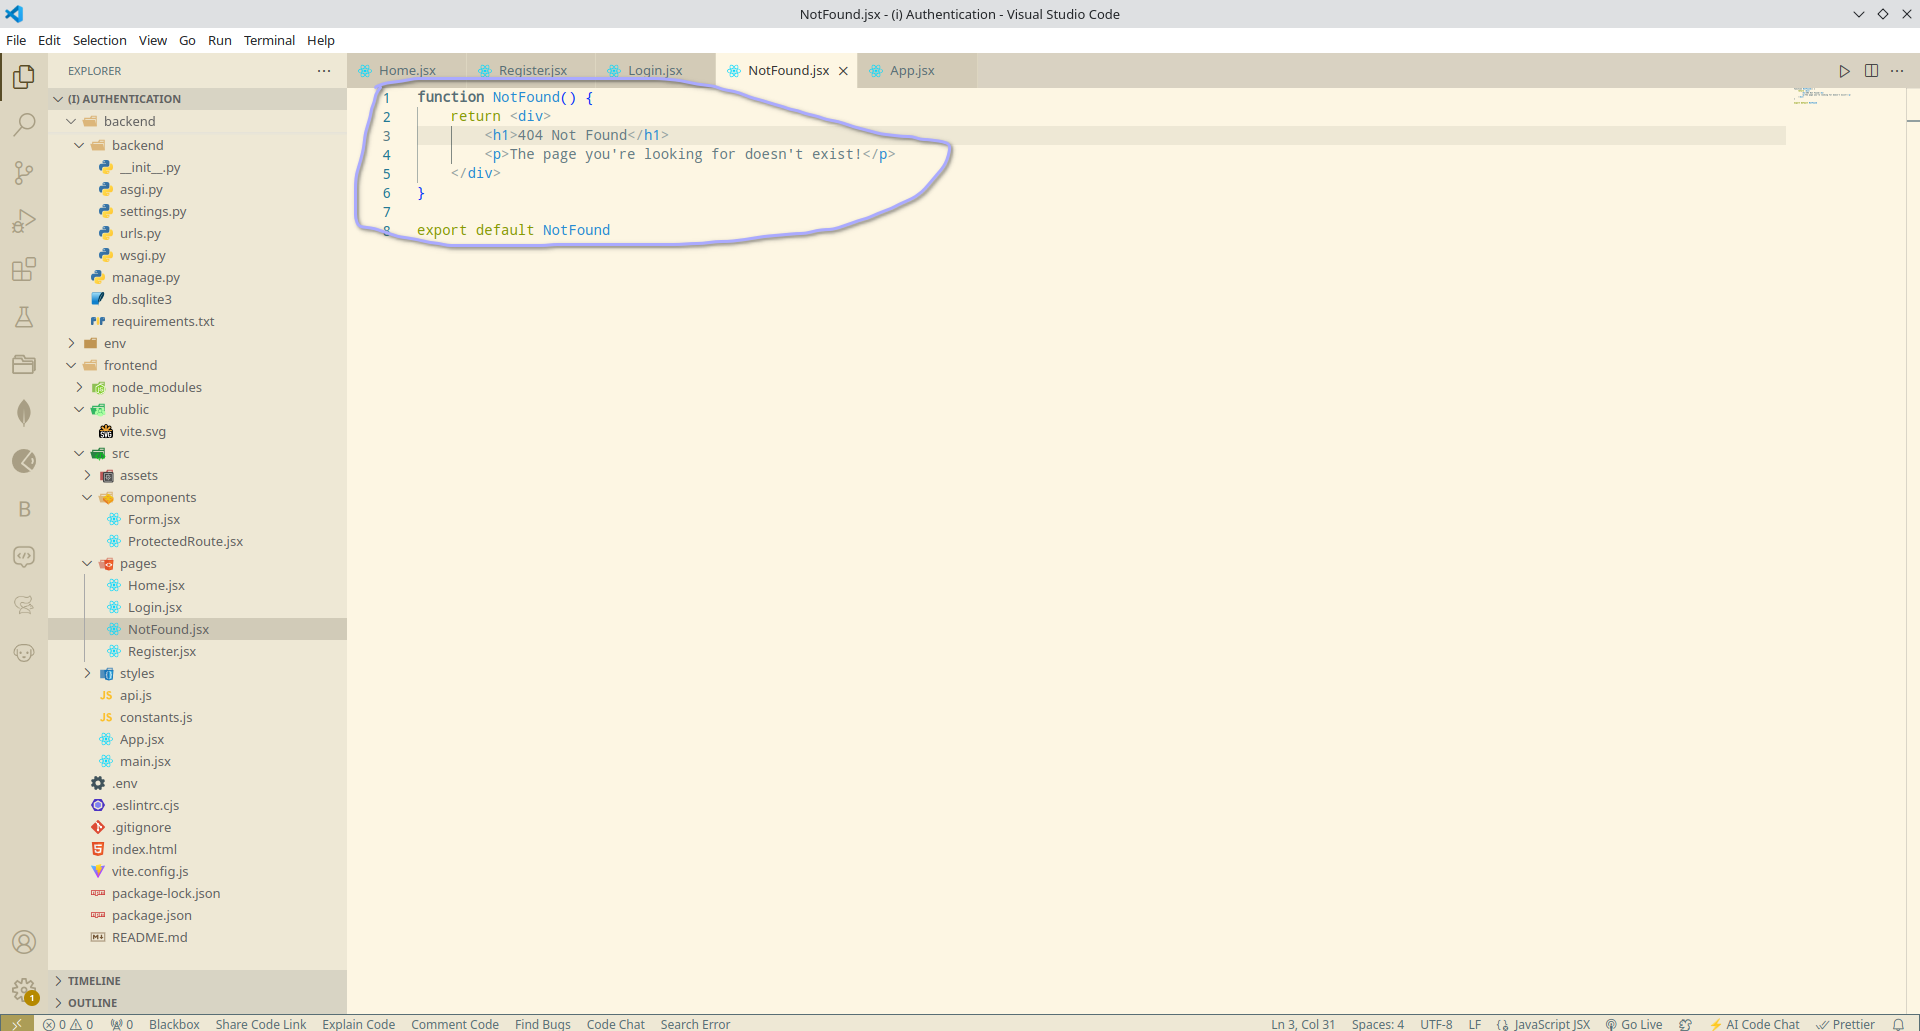 NotFound.jsx - (i) Authentication - Visual Studio Code
File Edit Selection View Go Run Terminal Help
EXPLORER
Home.jsx Register.jsx Login.jsx NotFound.jsx App.jsx
(I) AUTHENTICATION
backend
backend
__init__.py
asgi.py
settings.py
urls.py
wsgi.py
manage.py
db.sqlite3
requirements.txt
env
frontend
node_modules
public
vite.svg
src
assets
components
Form.jsx
ProtectedRoute.jsx
pages
Home.jsx
Login.jsx
NotFound.jsx
Register.jsx
styles
JS api.js
JS constants.js
App.jsx
main.jsx
.env
.eslintrc.cjs
.gitignore
index.html
vite.config.js
package-lock.json
package.json
README.md
TIMELINE
OUTLINE
1 function NotFound() {
2 return <div>
3 <h1>404 Not Found</h1>
4 <p>The page you're looking for doesn't exist!</p>
5 </div>
6 }
7
8 export default NotFound
B
1
0 0 0 Blackbox Share Code Link Explain Code Comment Code Find Bugs Code Chat Search Error Ln 3, Col 31 Spaces: 4 UTF-8 LF JavaScript JSX Go Live AI Code Chat Prettier